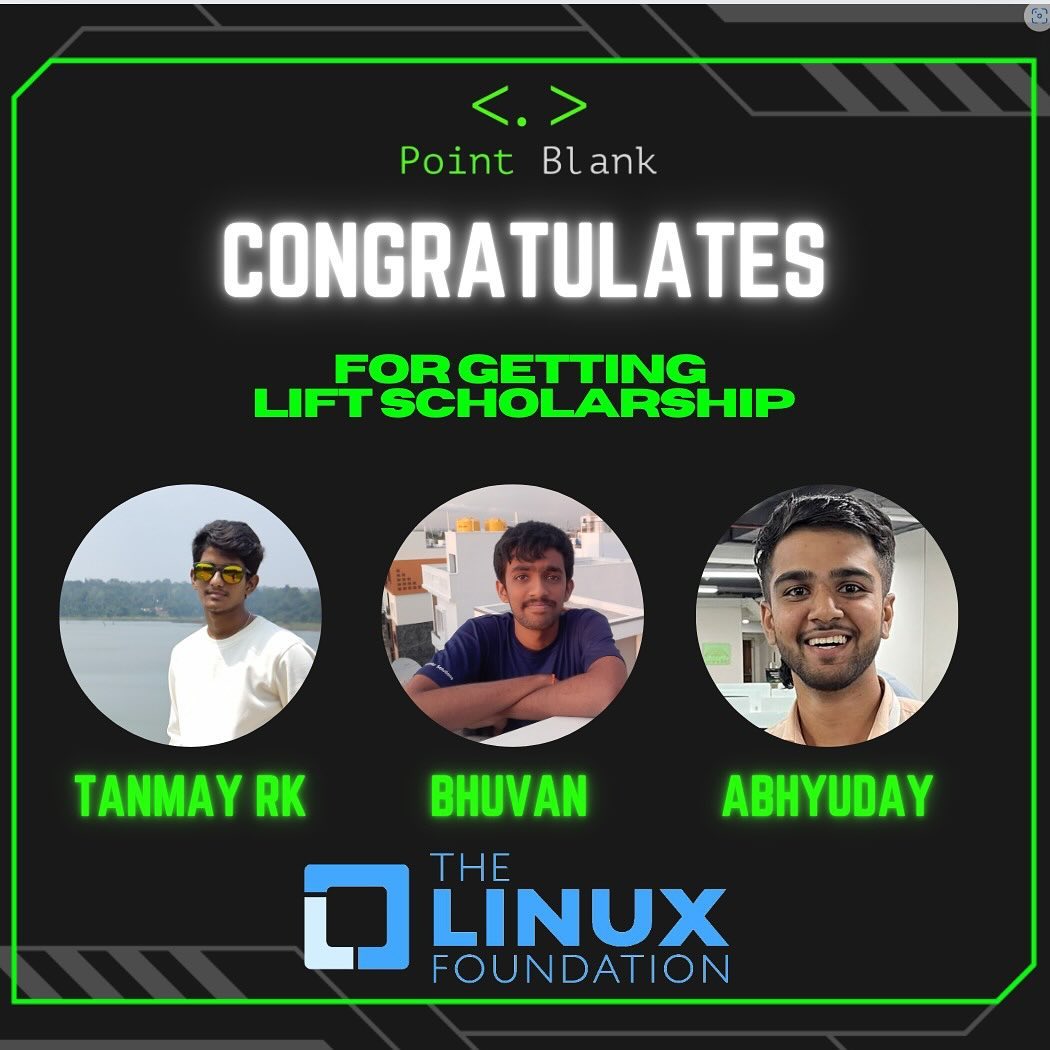 <.>
Point Blank
CONGRATULATES
FOR GETTING
LIFT SCHOLARSHIP
TANMAY RK
BHUVAN
ABHYUDAY
THE
LINUX
FOUNDATION